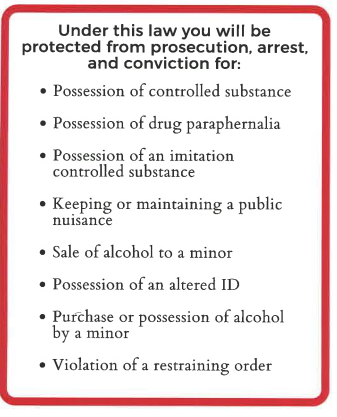 Under this law you will be
protected from prosecution, arrest,
and conviction for:
• Possession of controlled substance
• Possession of drug paraphernalia
• Possession of an imitation
controlled substance
• Keeping or maintaining a public
nuisance
• Sale of alcohol to a minor
• Possession of an altered ID
• Purchase or possession of alcohol
by a minor
• Violation of a restraining order